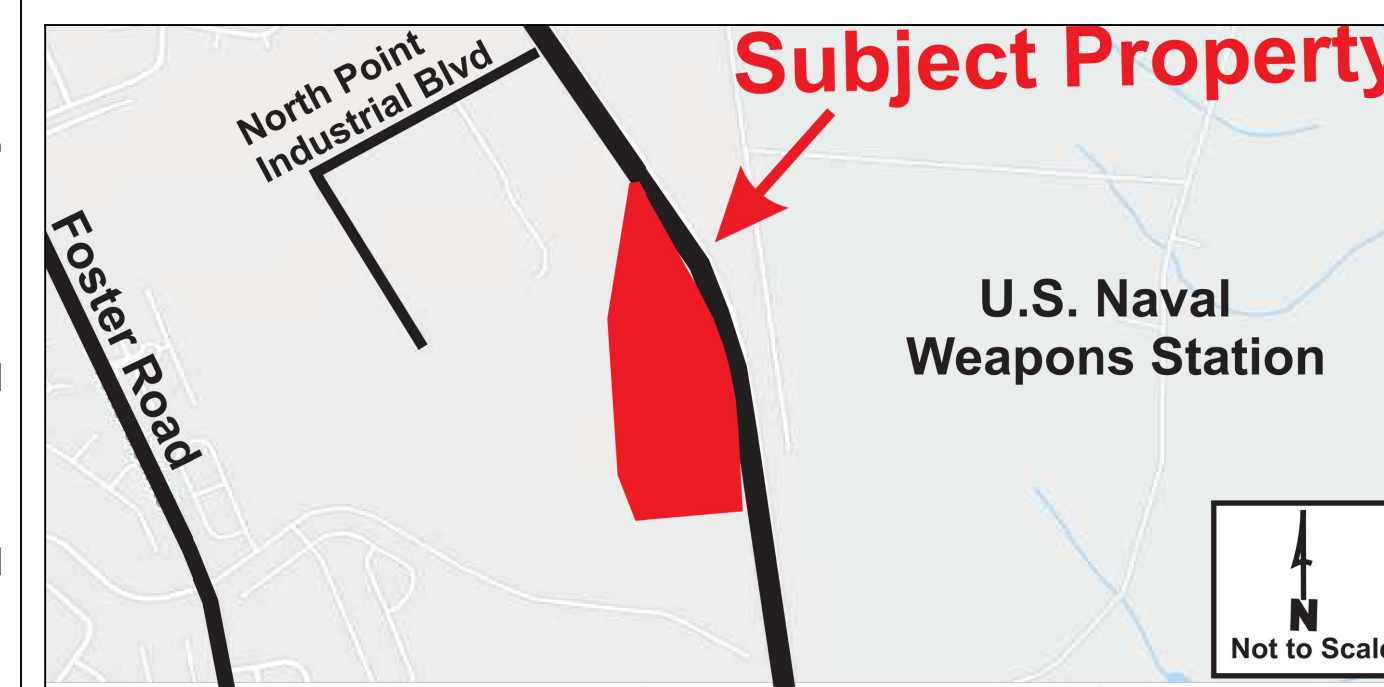 Subject Property
North Point
Industrial Blvd
Foster Road
U.S. Naval
Weapons Station
N
Not to Scale